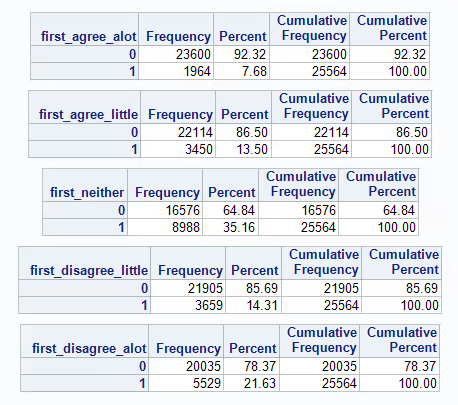 first_agree_alot Frequency Percent Cumulative Frequency Cumulative Percent
0 23600 92.32 23600 92.32
1 1964 7.68 25564 100.00
first_agree_little Frequency Percent Cumulative Frequency Cumulative Percent
0 22114 86.50 22114 86.50
1 3450 13.50 25564 100.00
first_neither Frequency Percent Cumulative Frequency Cumulative Percent
0 16576 64.84 16576 64.84
1 8988 35.16 25564 100.00
first_disagree_little Frequency Percent Cumulative Frequency Cumulative Percent
0 21905 85.69 21905 85.69
1 3659 14.31 25564 100.00
first_disagree_alot Frequency Percent Cumulative Frequency Cumulative Percent
0 20035 78.37 20035 78.37
1 5529 21.63 25564 100.00